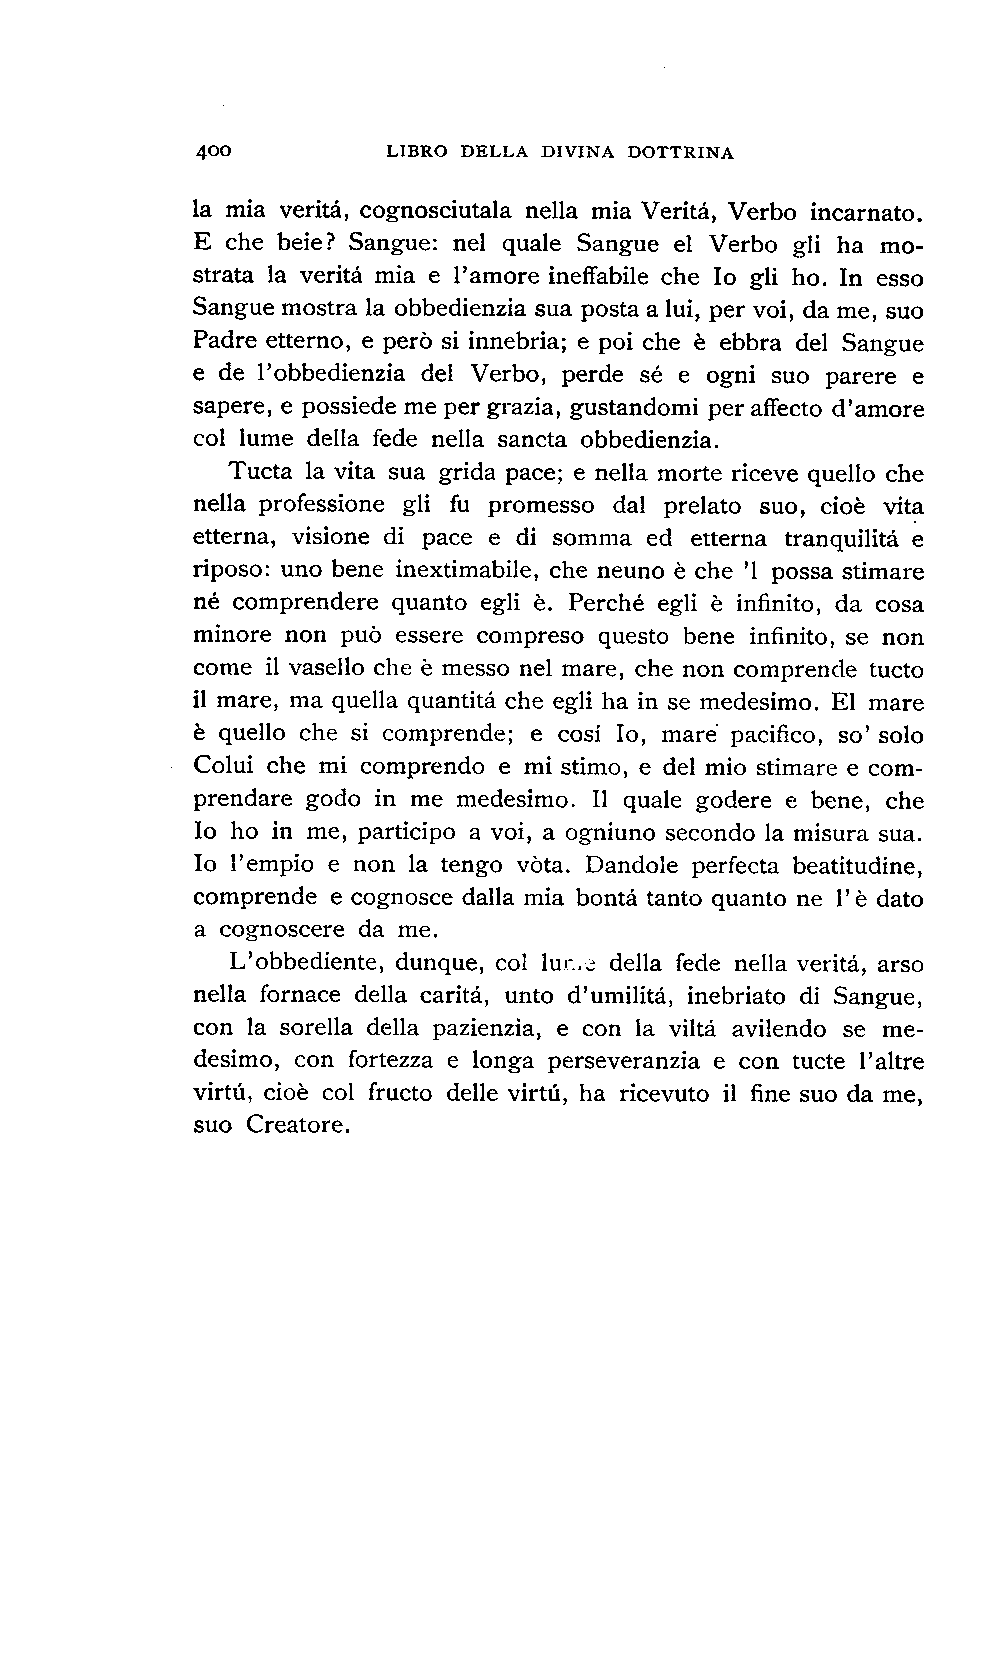 400 LIBRO DELLA DIVINA DOTTRINA
la mia veritá, cognosciutala nella mia Veritá, Verbo incarnato.
E che beie? Sangue: nel quale Sangue el Verbo gli ha mo-
strata la veritá mia e l'amore ineffabile che Io gli ho. In esso
Sangue mostra la obbedienzia sua posta a lui, per voi, da me, suo
Padre etterno, e però si innebria; e poi che è ebbra del Sangue
e de l'obbedienzia del Verbo, perde sé e ogni suo parere e
sapere, e possiede me per grazia, gustandomi per affecto d'amore
col lume della fede nella sancta obbedienzia.
Tucta la vita sua grida pace; e nella morte riceve quello che
nella professione gli fu promesso dal prelato suo, cioè vita
etterna, visione di pace e di somma ed etterna tranquilitá e
riposo: uno bene inextimabile, che neuno è che 'l possa stimare
né comprendere quanto egli è. Perché egli è infinito, da cosa
minore non può essere compreso questo bene infinito, se non
come il vasello che è messo nel mare, che non comprende tucto
il mare, ma quella quantitá che egli ha in se medesimo. El mare
è quello che si comprende; e cosí Io, mare pacifico, so' solo
Colui che mi comprendo e mi stimo, e del mio stimare e com-
prendare godo in me medesimo. Il quale godere e bene, che
Io ho in me, participo a voi, a ogniuno secondo la misura sua.
Io l'empio e non la tengo vòta. Dandole perfecta beatitudine,
comprende e cognosce dalla mia bontá tanto quanto ne l' è dato
a cognoscere da me.
L'obbediente, dunque, col lume della fede nella veritá, arso
nella fornace della caritá, unto d'umilitá, inebriato di Sangue,
con la sorella della pazienzia, e con la viltá avilendo se me-
desimo, con fortezza e longa perseveranzia e con tucte l'altre
virtú, cioè col fructo delle virtú, ha ricevuto il fine suo da me,
suo Creatore.